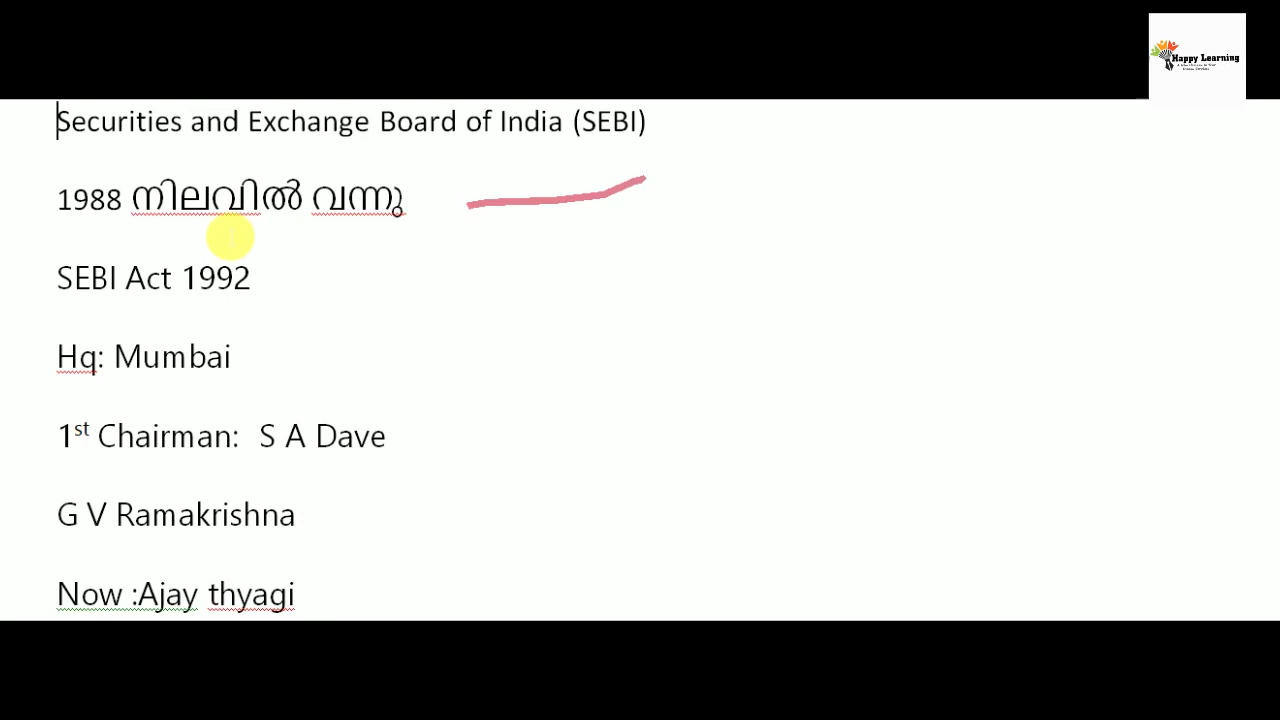 Happy Learning
Securities and Exchange Board of India (SEBI)
1988 നിലവിൽ വന്നു
SEBI Act 1992
Hq: Mumbai
1st Chairman: S A Dave
G V Ramakrishna
Now :Ajay thyagi